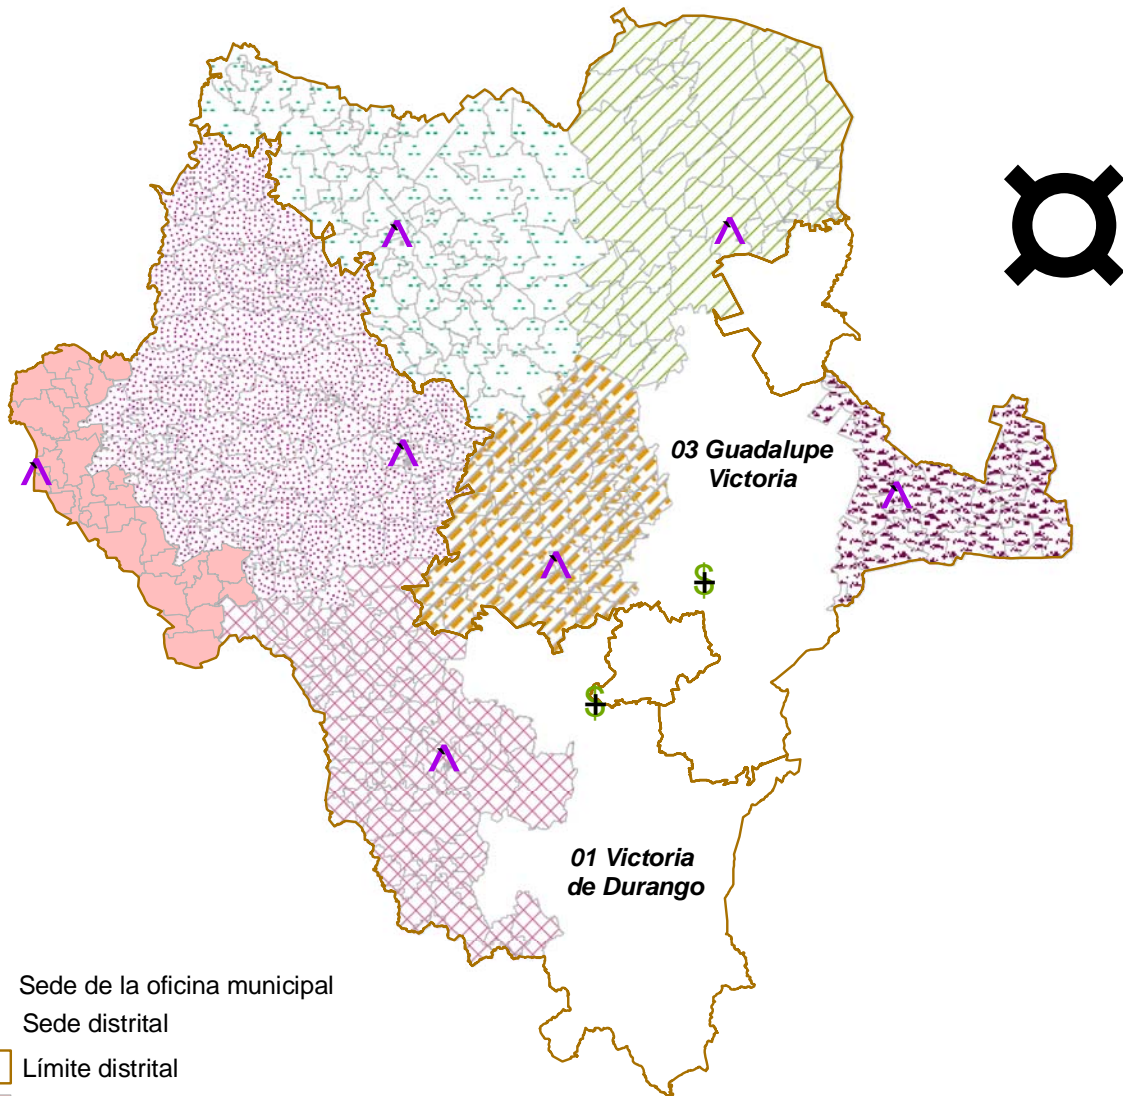 03 Guadalupe
Victoria
01 Victoria
de Durango
Sede de la oficina municipal
Sede distrital
Límite distrital